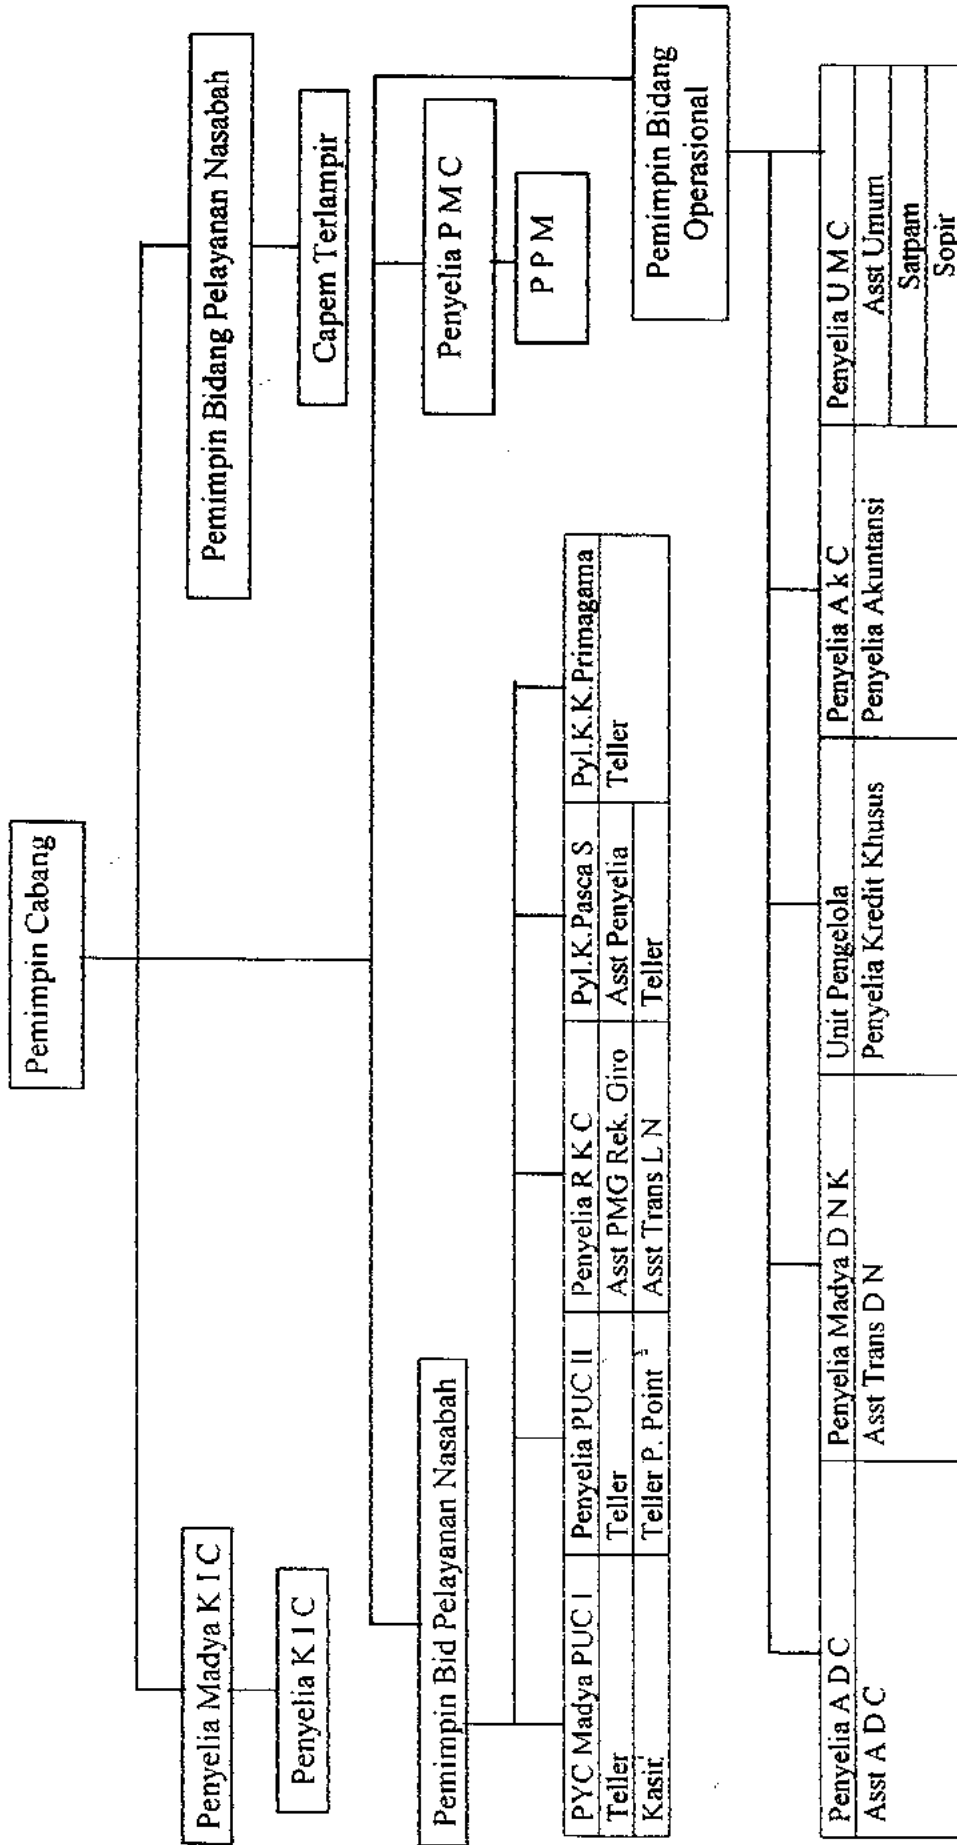 Pemimpin Cabang
Penyelia Madya K I C
Pemimpin Bidang Pelayanan Nasabah
Penyelia K I C
Capem Terlampir
Pemimpin Bid Pelayanan Nasabah
Penyelia P M C
P P M
PYC Madya PUC I
Teller
Kasir
Penyelia PUC II
Teller
Teller P. Point
Penyelia R K C
Asst PMG Rek. Giro
Asst Trans L N
Pyl.K.Pasca S
Asst Penyelia
Teller
Pyl.K.K.Primagama
Teller
Pemimpin Bidang
Operasional
Penyelia A D C
Asst A D C
Penyelia Madya D N K
Asst Trans D N
Unit Pengelola
Penyelia Kredit Khusus
Penyelia A k C
Penyelia Akuntansi
Penyelia U M C
Asst Umum
Satpam
Sopir